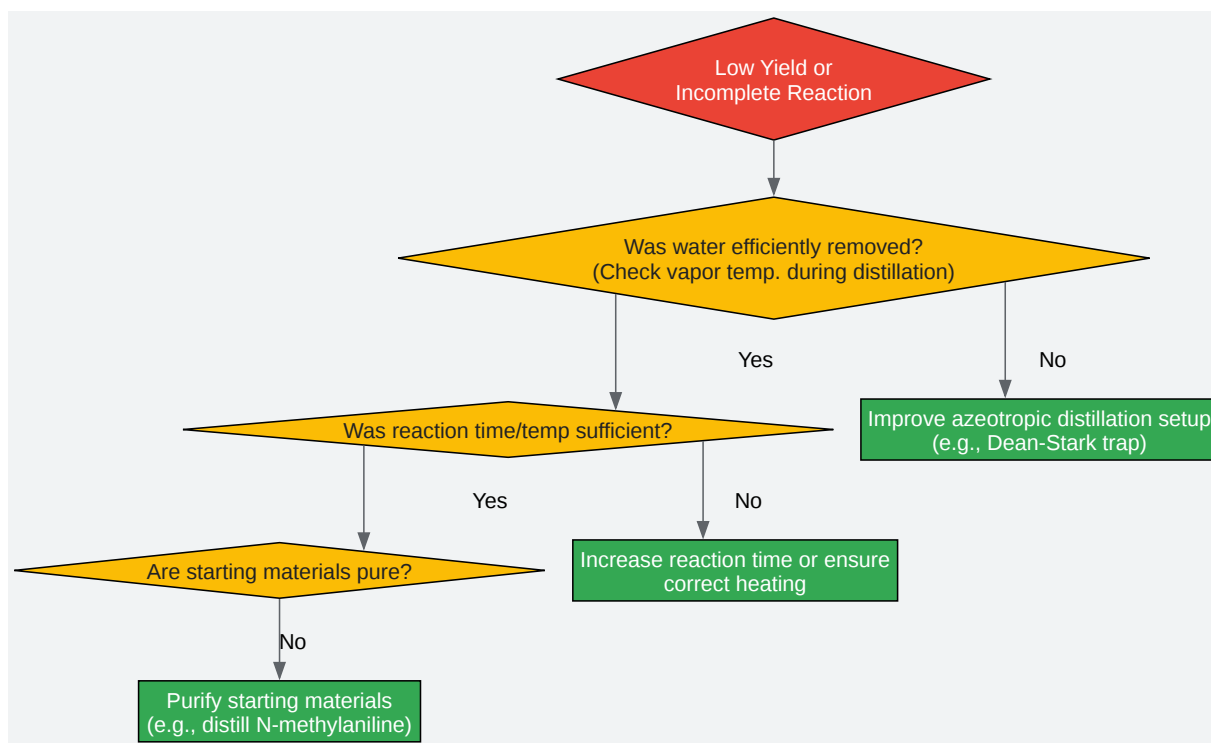 Low Yield or
Incomplete Reaction
Was water efficiently removed?
(Check vapor temp. during distillation)
Yes
No
Was reaction time/temp sufficient?
Improve azeotropic distillation setup
(e.g., Dean-Stark trap)
Yes
No
Are starting materials pure?
Increase reaction time or ensure
correct heating
No
Purify starting materials
(e.g., distill N-methylaniline)